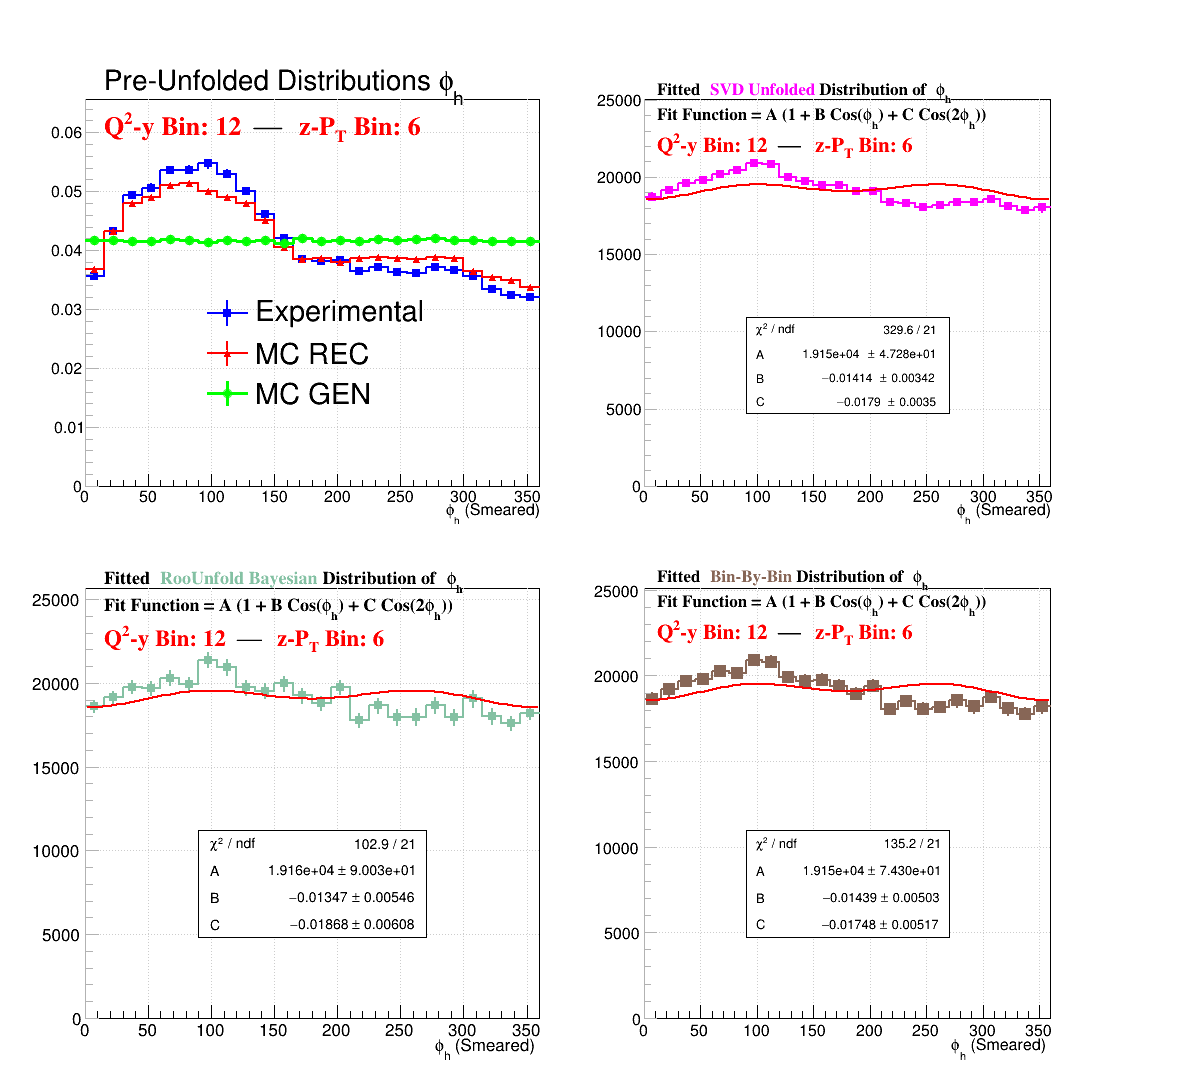 Pre-Unfolded Distributions ϕh
Q²-y Bin: 12 — z-PT Bin: 6
0.06
0.05
0.04
0.03
0.02
0.01
0
Experimental
MC REC
MC GEN
0 50 100 150 200 250 300 350
ϕh (Smeared)
Fitted SVD Unfolded Distribution of ϕh
Fit Function = A (1 + B Cos(ϕh) + C Cos(2ϕh))
Q²-y Bin: 12 — z-PT Bin: 6
25000
20000
15000
10000
5000
0
χ² / ndf 329.6 / 21
A 1.915e+04 ± 4.728e+01
B −0.01414 ± 0.00342
C −0.0179 ± 0.0035
0 50 100 150 200 250 300 350
ϕh (Smeared)
Fitted RooUnfold Bayesian Distribution of ϕh
Fit Function = A (1 + B Cos(ϕh) + C Cos(2ϕh))
Q²-y Bin: 12 — z-PT Bin: 6
25000
20000
15000
10000
5000
0
χ² / ndf 102.9 / 21
A 1.916e+04 ± 9.003e+01
B −0.01347 ± 0.00546
C −0.01868 ± 0.00608
0 50 100 150 200 250 300 350
ϕh (Smeared)
Fitted Bin-By-Bin Distribution of ϕh
Fit Function = A (1 + B Cos(ϕh) + C Cos(2ϕh))
Q²-y Bin: 12 — z-PT Bin: 6
25000
20000
15000
10000
5000
0
χ² / ndf 135.2 / 21
A 1.915e+04 ± 7.430e+01
B −0.01439 ± 0.00503
C −0.01748 ± 0.00517
0 50 100 150 200 250 300 350
ϕh (Smeared)